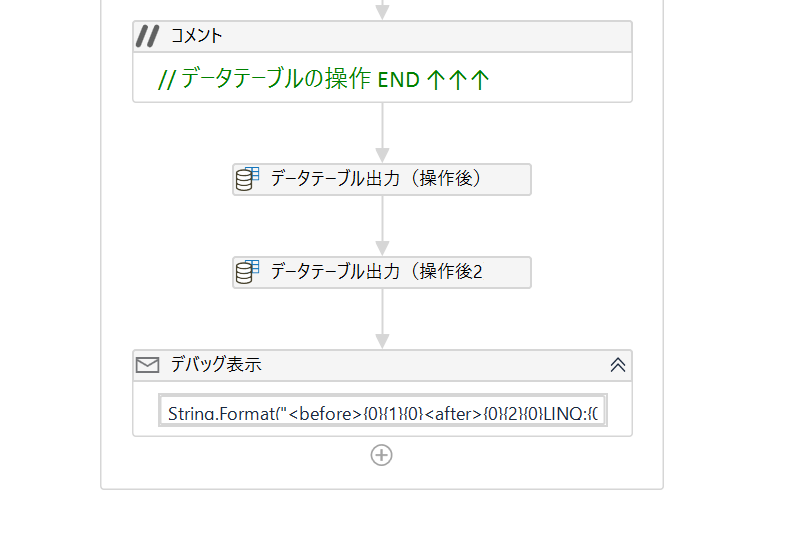 コメント
// データテーブルの操作 END ↑↑↑
データテーブル出力（操作後）
データテーブル出力（操作後2
デバッグ表示
String.Format("<before>{0}{1}{0}<after>{0}{2}{0}LINQ:{0